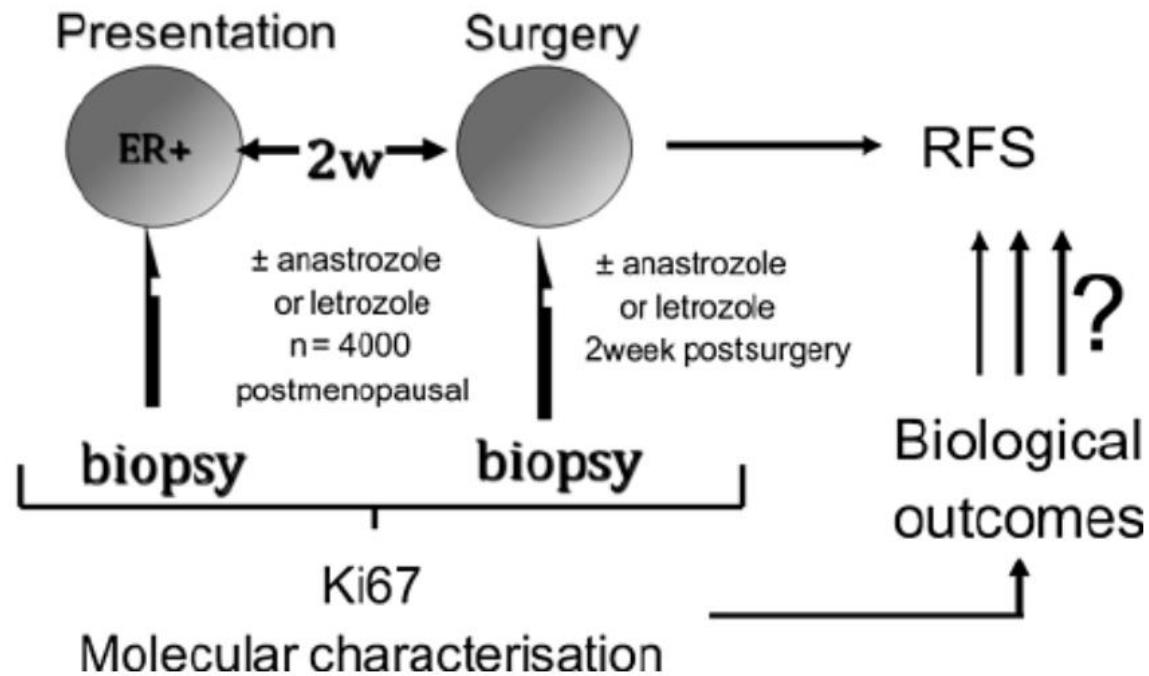 Presentation
Surgery
ER+
2w
RFS
± anastrozole
or letrozole
n= 4000
postmenopausal
± anastrozole
or letrozole
2week postsurgery
?
biopsy
biopsy
Biological
outcomes
Ki67
Molecular characterisation